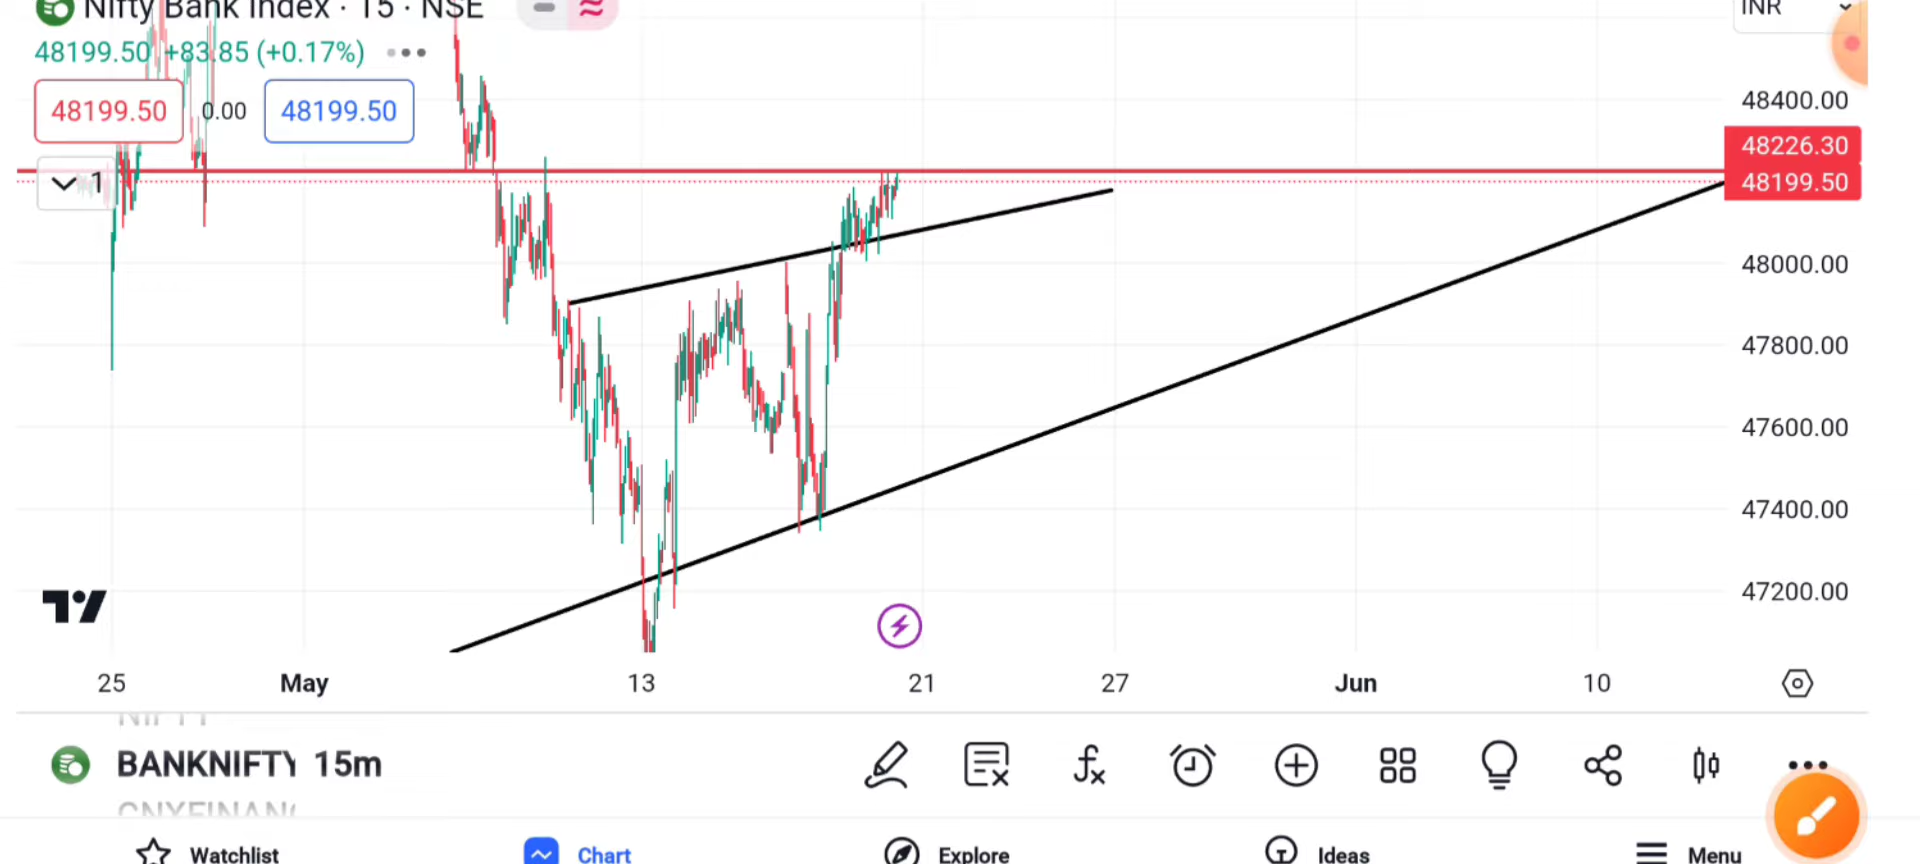 Nifty Bank Index · 15 · NSE
INR
48199.50 +83.85 (+0.17%)
48199.50 0.00 48199.50
1
48400.00
48226.30
48199.50
48000.00
47800.00
47600.00
47400.00
47200.00
25 May 13 21 27 Jun 10
NIFTY
BANKNIFTY 15m
CNXFINANC
Watchlist Chart Explore Ideas Menu